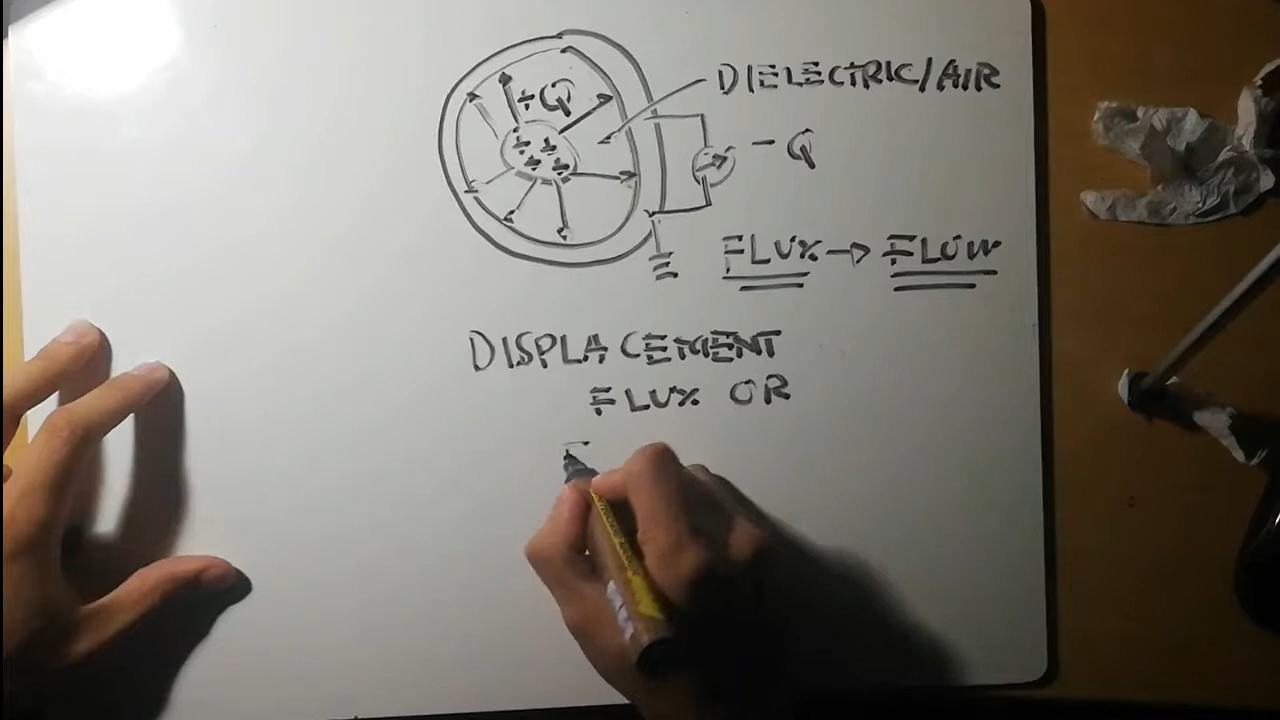 +Q
DIELECTRIC/AIR
-Q
FLUX → FLOW
DISPLACEMENT
FLUX OR